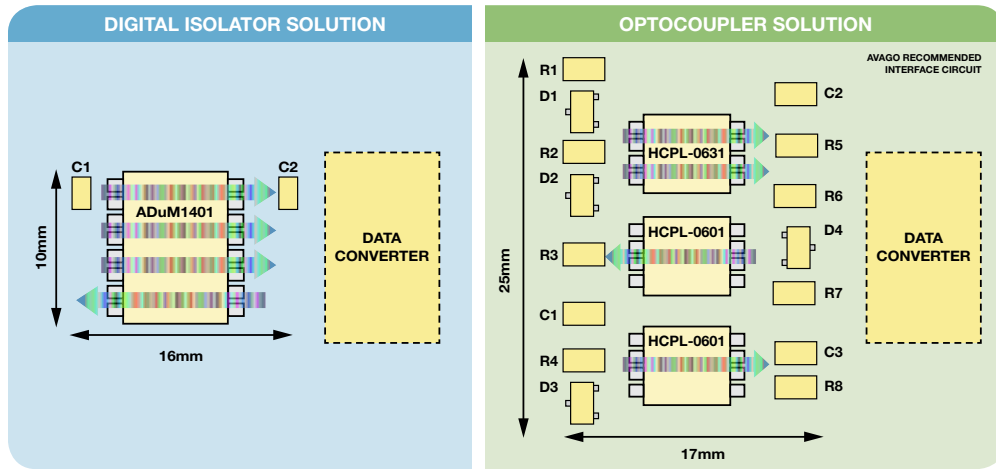 DIGITAL ISOLATOR SOLUTION
C1
C2
ADuM1401
10mm
16mm
DATA
CONVERTER
OPTOCOUPLER SOLUTION
AVAGO RECOMMENDED
INTERFACE CIRCUIT
R1
D1
R2
D2
R3
C1
R4
D3
25mm
HCPL-0631
HCPL-0601
HCPL-0601
C2
R5
R6
D4
R7
C3
R8
17mm
DATA
CONVERTER